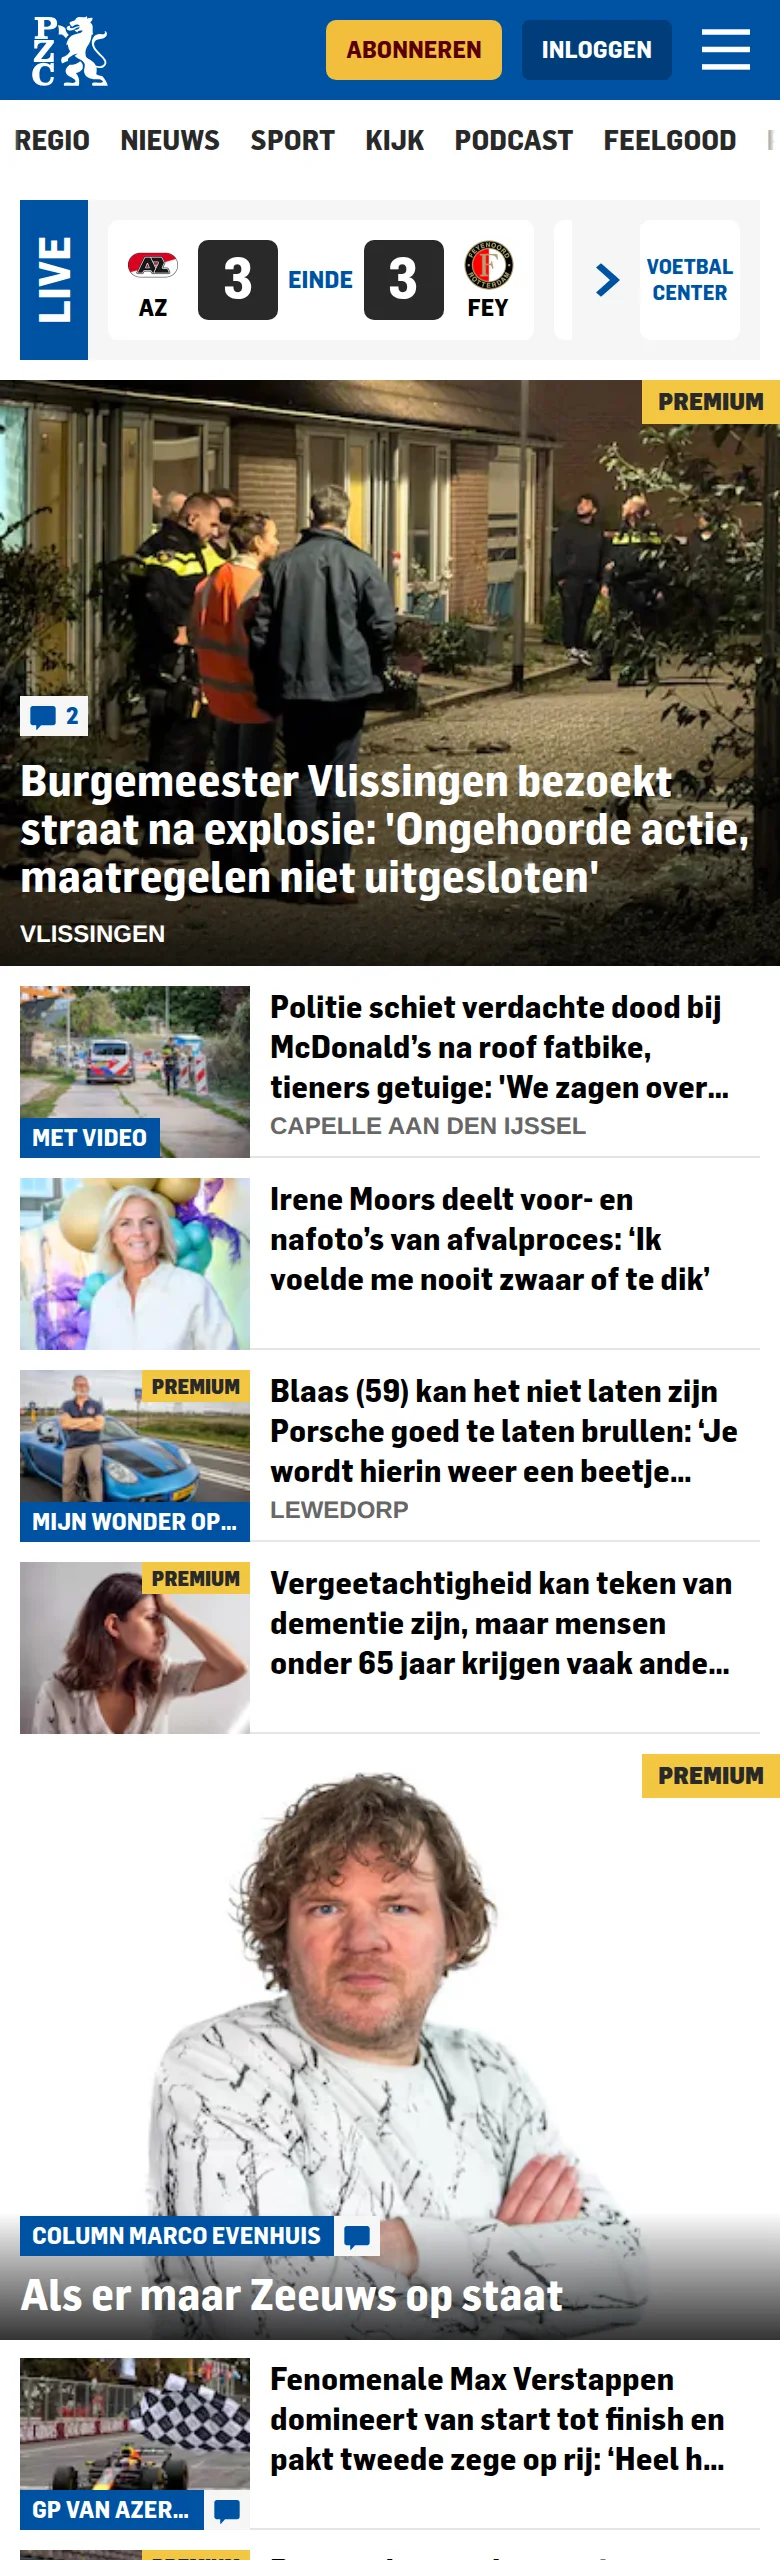 PZC
ABONNEREN
INLOGGEN
REGIO NIEUWS SPORT KIJK PODCAST FEELGOOD
LIVE
3 EINDE 3
AZ FEY
VOETBAL
CENTER
PREMIUM
2
Burgemeester Vlissingen bezoekt
straat na explosie: 'Ongehoorde actie,
maatregelen niet uitgesloten'
VLISSINGEN
Politie schiet verdachte dood bij
McDonald’s na roof fatbike,
tieners getuige: 'We zagen over...
CAPELLE AAN DEN IJSSEL
MET VIDEO
Irene Moors deelt voor- en
nafoto’s van afvalproces: ‘Ik
voelde me nooit zwaar of te dik’
PREMIUM
MIJN WONDER OP...
Blaas (59) kan het niet laten zijn
Porsche goed te laten brullen: ‘Je
wordt hierin weer een beetje...
LEWEDORP
PREMIUM
Vergeetachtigheid kan teken van
dementie zijn, maar mensen
onder 65 jaar krijgen vaak ande...
PREMIUM
COLUMN MARCO EVENHUIS
Als er maar Zeeuws op staat
Fenomenale Max Verstappen
domineert van start tot finish en
pakt tweede zege op rij: ‘Heel h...
GP VAN AZER...